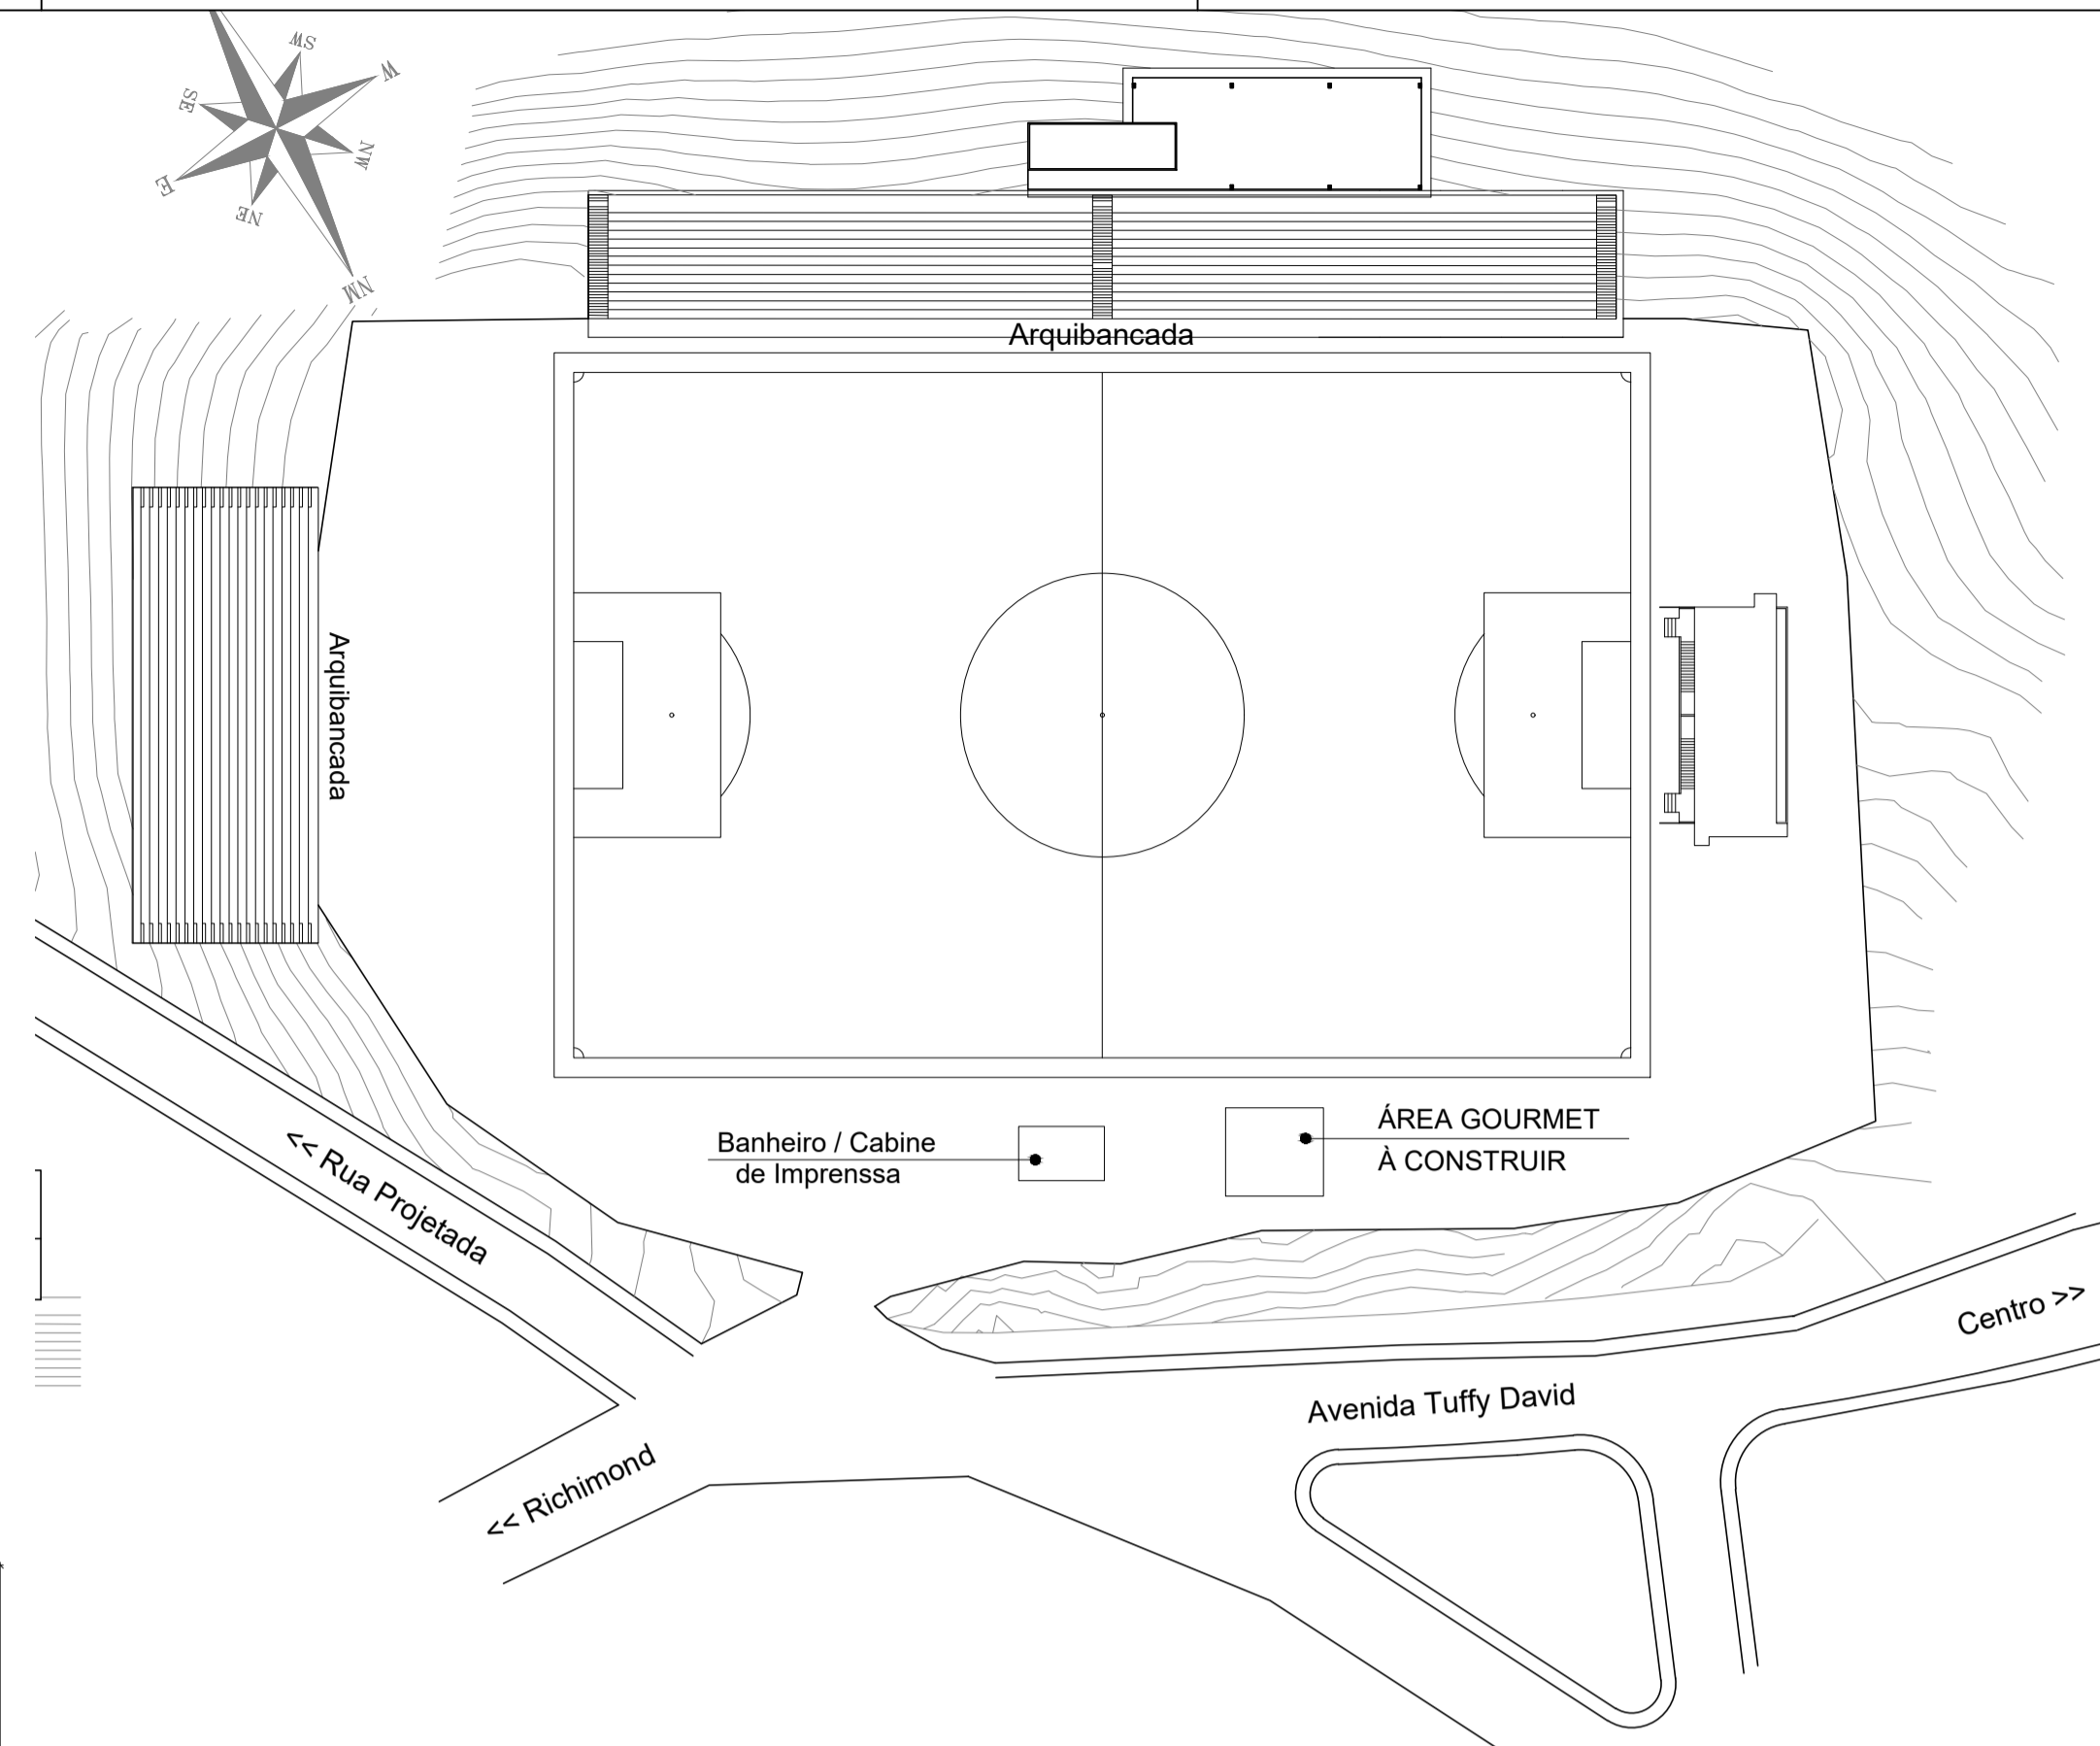 SW
W
SE
NW
E
NE
NM
Arquibancada
Arquibancada
Banheiro / Cabine
de Imprenssa
ÁREA GOURMET
À CONSTRUIR
<< Rua Projetada
Centro >>
Avenida Tuffy David
<< Richimond